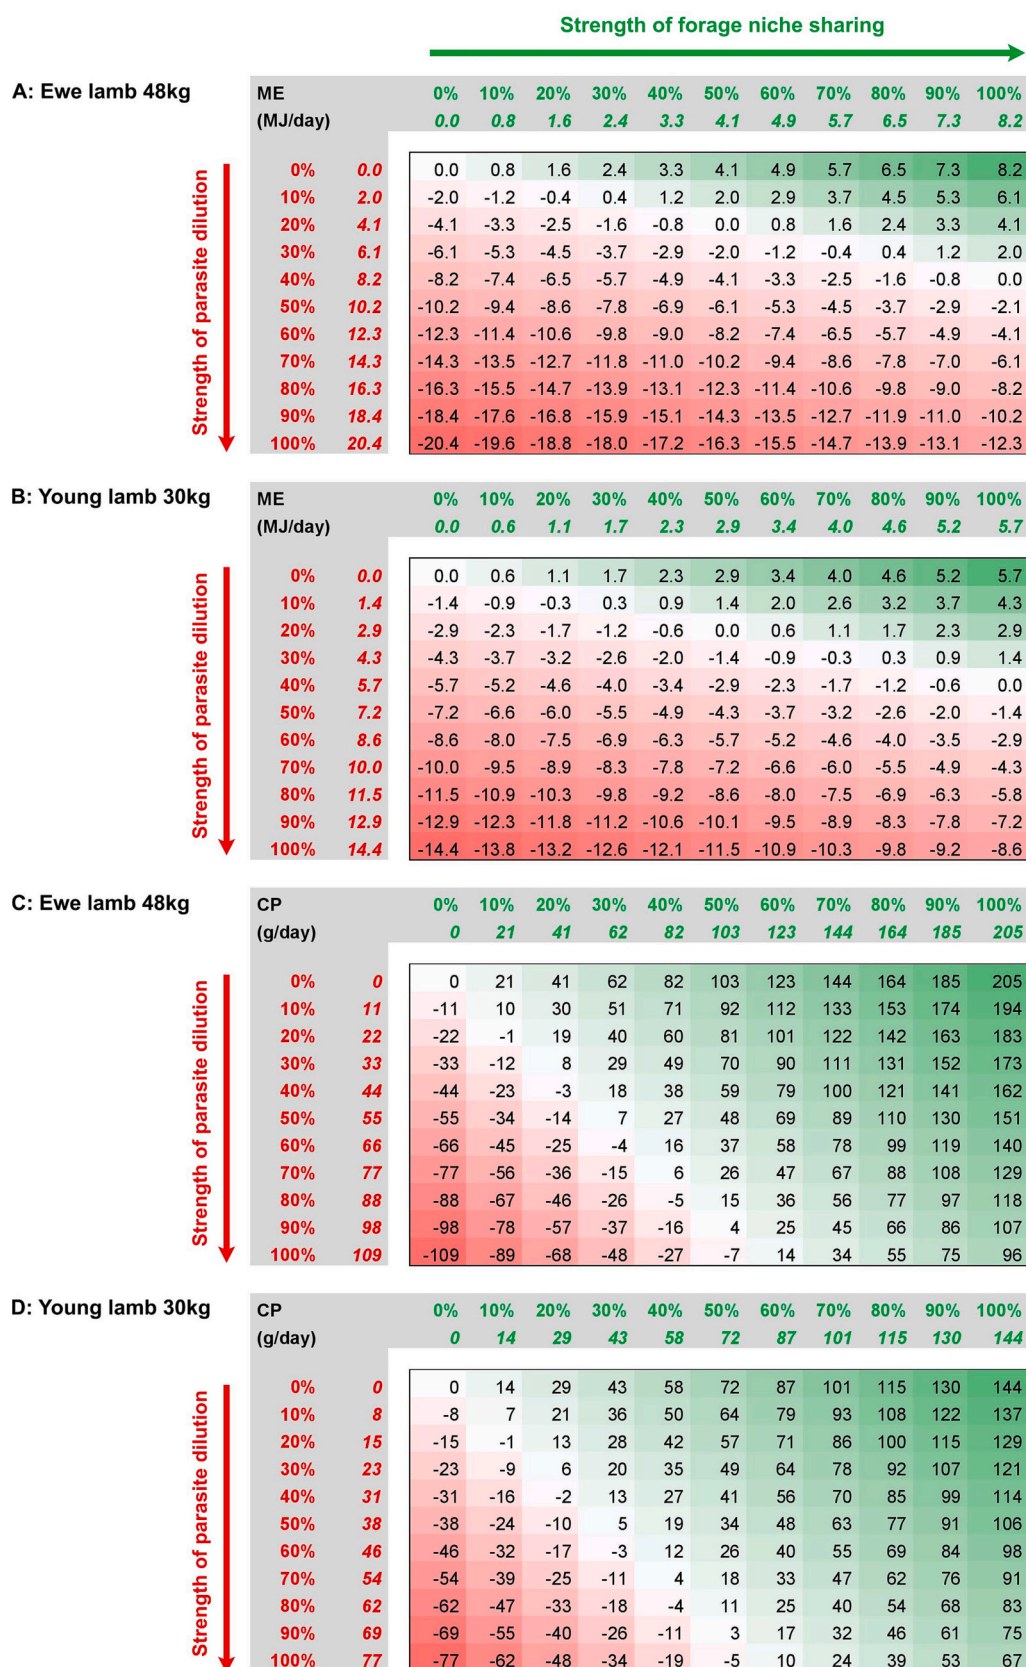 Strength of forage niche sharing
A: Ewe lamb 48kg
ME 0% 10% 20% 30% 40% 50% 60% 70% 80% 90% 100%
(MJ/day) 0.0 0.8 1.6 2.4 3.3 4.1 4.9 5.7 6.5 7.3 8.2
Strength of parasite dilution
0% 0.0 0.0 0.8 1.6 2.4 3.3 4.1 4.9 5.7 6.5 7.3 8.2
10% 2.0 -2.0 -1.2 -0.4 0.4 1.2 2.0 2.9 3.7 4.5 5.3 6.1
20% 4.1 -4.1 -3.3 -2.5 -1.6 -0.8 0.0 0.8 1.6 2.4 3.3 4.1
30% 6.1 -6.1 -5.3 -4.5 -3.7 -2.9 -2.0 -1.2 -0.4 0.4 1.2 2.0
40% 8.2 -8.2 -7.4 -6.5 -5.7 -4.9 -4.1 -3.3 -2.5 -1.6 -0.8 0.0
50% 10.2 -10.2 -9.4 -8.6 -7.8 -6.9 -6.1 -5.3 -4.5 -3.7 -2.9 -2.1
60% 12.3 -12.3 -11.4 -10.6 -9.8 -9.0 -8.2 -7.4 -6.5 -5.7 -4.9 -4.1
70% 14.3 -14.3 -13.5 -12.7 -11.8 -11.0 -10.2 -9.4 -8.6 -7.8 -7.0 -6.1
80% 16.3 -16.3 -15.5 -14.7 -13.9 -13.1 -12.3 -11.4 -10.6 -9.8 -9.0 -8.2
90% 18.4 -18.4 -17.6 -16.8 -15.9 -15.1 -14.3 -13.5 -12.7 -11.9 -11.0 -10.2
100% 20.4 -20.4 -19.6 -18.8 -18.0 -17.2 -16.3 -15.5 -14.7 -13.9 -13.1 -12.3
B: Young lamb 30kg
ME 0% 10% 20% 30% 40% 50% 60% 70% 80% 90% 100%
(MJ/day) 0.0 0.6 1.1 1.7 2.3 2.9 3.4 4.0 4.6 5.2 5.7
Strength of parasite dilution
0% 0.0 0.0 0.6 1.1 1.7 2.3 2.9 3.4 4.0 4.6 5.2 5.7
10% 1.4 -1.4 -0.9 -0.3 0.3 0.9 1.4 2.0 2.6 3.2 3.7 4.3
20% 2.9 -2.9 -2.3 -1.7 -1.2 -0.6 0.0 0.6 1.1 1.7 2.3 2.9
30% 4.3 -4.3 -3.7 -3.2 -2.6 -2.0 -1.4 -0.9 -0.3 0.3 0.9 1.4
40% 5.7 -5.7 -5.2 -4.6 -4.0 -3.4 -2.9 -2.3 -1.7 -1.2 -0.6 0.0
50% 7.2 -7.2 -6.6 -6.0 -5.5 -4.9 -4.3 -3.7 -3.2 -2.6 -2.0 -1.4
60% 8.6 -8.6 -8.0 -7.5 -6.9 -6.3 -5.7 -5.2 -4.6 -4.0 -3.5 -2.9
70% 10.0 -10.0 -9.5 -8.9 -8.3 -7.8 -7.2 -6.6 -6.0 -5.5 -4.9 -4.3
80% 11.5 -11.5 -10.9 -10.3 -9.8 -9.2 -8.6 -8.0 -7.5 -6.9 -6.3 -5.8
90% 12.9 -12.9 -12.3 -11.8 -11.2 -10.6 -10.1 -9.5 -8.9 -8.3 -7.8 -7.2
100% 14.4 -14.4 -13.8 -13.2 -12.6 -12.1 -11.5 -10.9 -10.3 -9.8 -9.2 -8.6
C: Ewe lamb 48kg
CP 0% 10% 20% 30% 40% 50% 60% 70% 80% 90% 100%
(g/day) 0 21 41 62 82 103 123 144 164 185 205
Strength of parasite dilution
0% 0 0 21 41 62 82 103 123 144 164 185 205
10% 11 -11 10 30 51 71 92 112 133 153 174 194
20% 22 -22 -1 19 40 60 81 101 122 142 163 183
30% 33 -33 -12 8 29 49 70 90 111 131 152 173
40% 44 -44 -23 -3 18 38 59 79 100 121 141 162
50% 55 -55 -34 -14 7 27 48 69 89 110 130 151
60% 66 -66 -45 -25 -4 16 37 58 78 99 119 140
70% 77 -77 -56 -36 -15 6 26 47 67 88 108 129
80% 88 -88 -67 -46 -26 -5 15 36 56 77 97 118
90% 98 -98 -78 -57 -37 -16 4 25 45 66 86 107
100% 109 -109 -89 -68 -48 -27 -7 14 34 55 75 96
D: Young lamb 30kg
CP 0% 10% 20% 30% 40% 50% 60% 70% 80% 90% 100%
(g/day) 0 14 29 43 58 72 87 101 115 130 144
Strength of parasite dilution
0% 0 0 14 29 43 58 72 87 101 115 130 144
10% 8 -8 7 21 36 50 64 79 93 108 122 137
20% 15 -15 -1 13 28 42 57 71 86 100 115 129
30% 23 -23 -9 6 20 35 49 64 78 92 107 121
40% 31 -31 -16 -2 13 27 41 56 70 85 99 114
50% 38 -38 -24 -10 5 19 34 48 63 77 91 106
60% 46 -46 -32 -17 -3 12 26 40 55 69 84 98
70% 54 -54 -39 -25 -11 4 18 33 47 62 76 91
80% 62 -62 -47 -33 -18 -4 11 25 40 54 68 83
90% 69 -69 -55 -40 -26 -11 3 17 32 46 61 75
100% 77 -77 -62 -48 -34 -19 -5 10 24 39 53 67